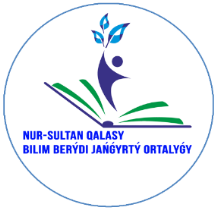 NUR-SULTAN QALASY
BILIM BERÝDI JAŃǴYRTÝ ORTALYǴY